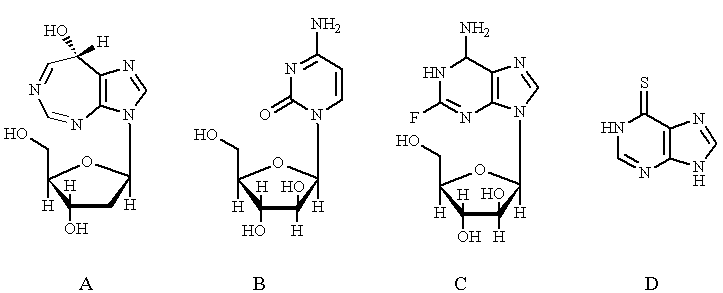 HO H N N N N HO O H H OH H
NH₂ N O N HO O H H HO H HO H
NH₂ HN N F N N HO O H H HO H OH H
S HN N N N H
A B C D